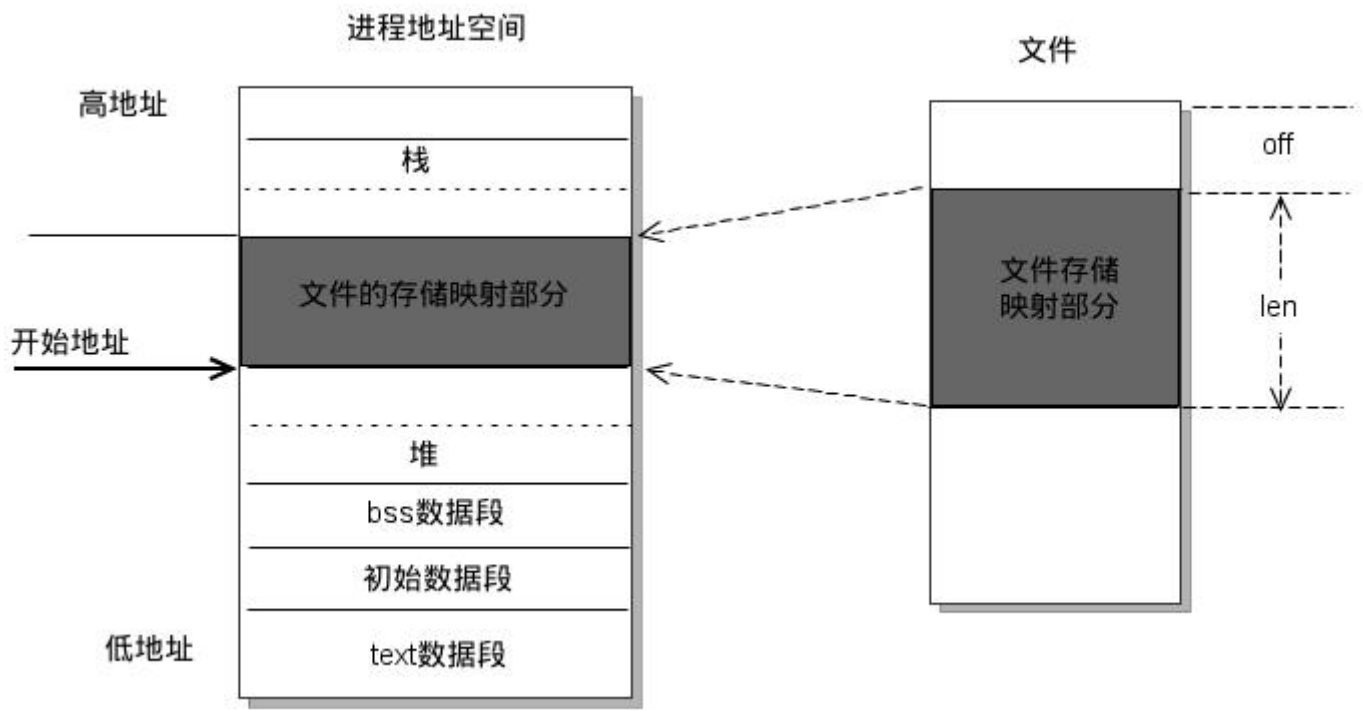 进程地址空间
文件
高地址
栈
off
文件的存储映射部分
文件存储
映射部分
len
开始地址
堆
bss数据段
初始数据段
低地址
text数据段